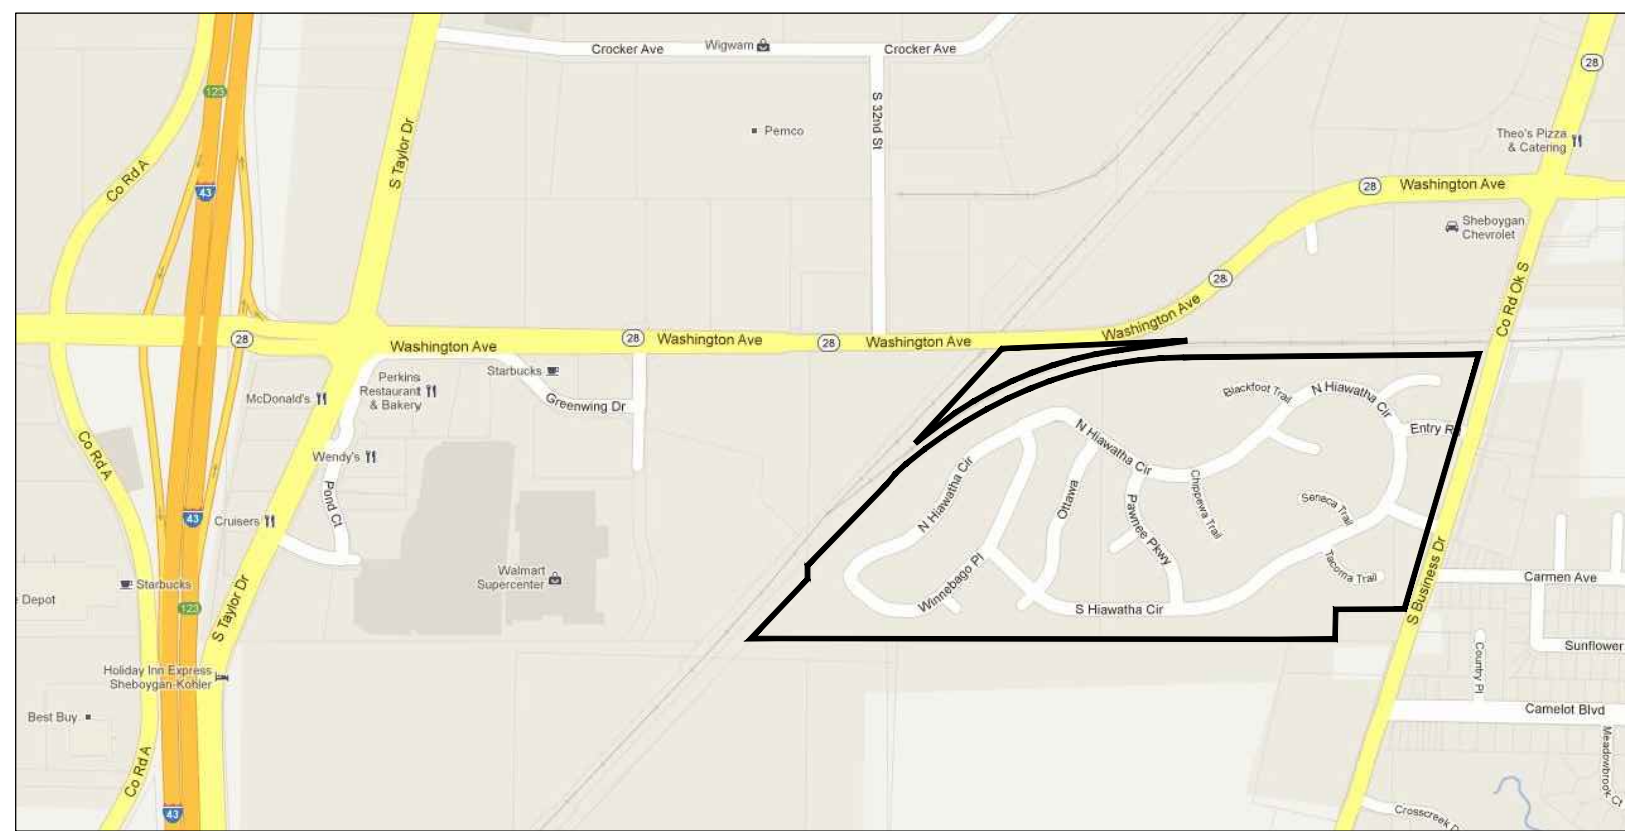 Crocker Ave
Wigwam
Crocker Ave
28
123
S 32nd St
Pemco
Theo's Pizza
& Catering
S Taylor Dr
Co Rd A
43
28
Washington Ave
Sheboygan
Chevrolet
28
Co Rd Ok S
Washington Ave
28
Washington Ave
28
Washington Ave
28
Washington Ave
28
Washington Ave
Starbucks
Perkins
Restaurant
& Bakery
McDonald's
Greenwing Dr
Blackfoot Trail
N Hiawatha Cir
Entry R
Co Rd A
Wendy's
Pond Ct
N Hiawatha Cir
N Hiawatha Cir
Ottawa
Pawnee Pkwy
Chippewa Trail
Seneca Trail
Tacoma Trail
43
Cruisers
Walmart
Supercenter
Winnebago Pl
S Hiawatha Cir
S Business Dr
Carmen Ave
Starbucks
e Depot
123
S Taylor Dr
Sunflower
Country Pl
Holiday Inn Express
Sheboygan-Kohler
Best Buy
Camelot Blvd
Meadowbrook Ct
Co Rd A
43
Crosscreek D